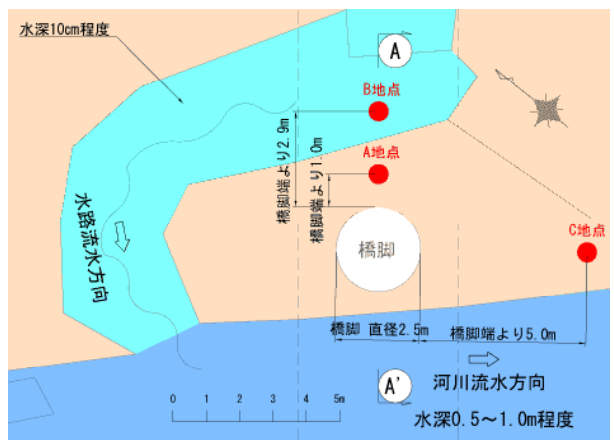 水深10cm程度
A
B地点
橋脚端より2.9m
橋脚端より1.0m
A地点
水路流水方向
橋脚
C地点
橋脚 直径2.5m
橋脚端より5.0m
A'
河川流水方向
0 1 2 3 4 5m
水深0.5～1.0m程度